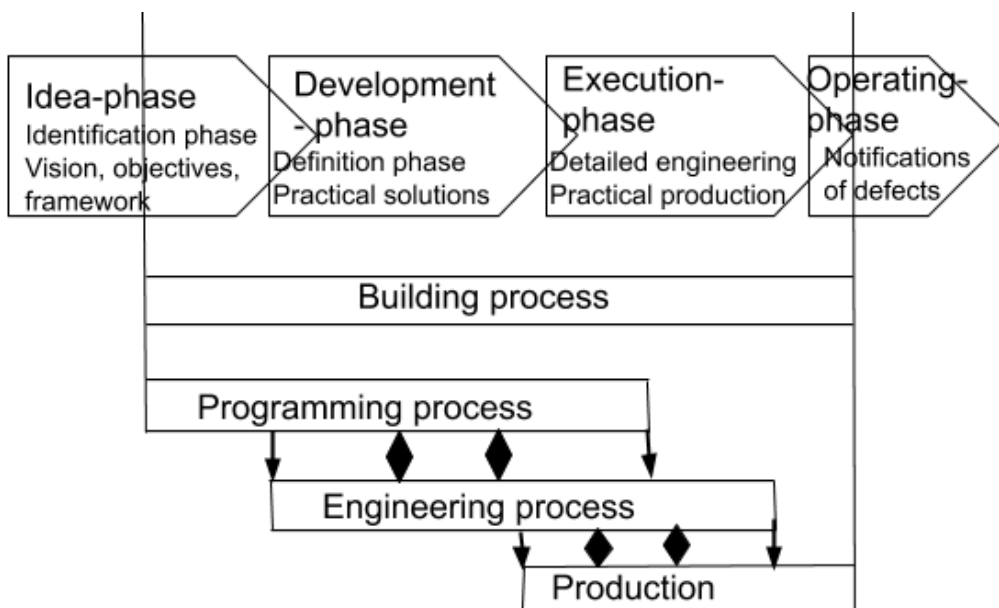 Idea-phase
Identification phase
Vision, objectives,
framework
Development
- phase
Definition phase
Practical solutions
Execution-
phase
Detailed engineering
Practical production
Operating-
phase
Notifications
of defects
Building process
Programming process
Engineering process
Production